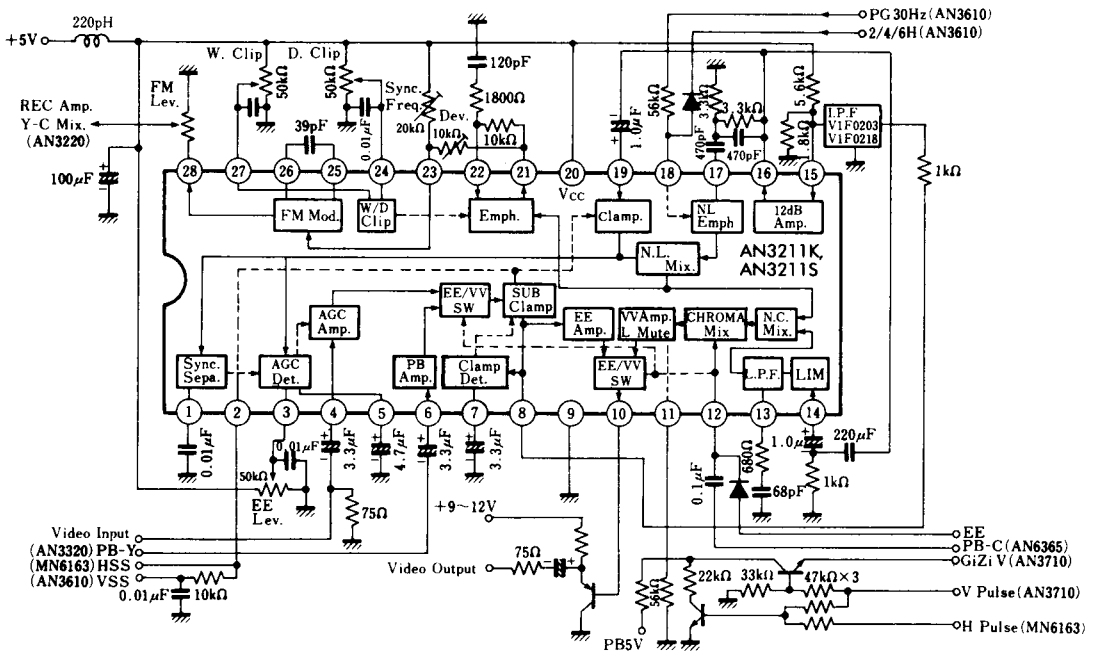 220pH
+5V
W. Clip
D. Clip
50kΩ
50kΩ
0.01μF
Sync.
Freq.
20kΩ
Dev.
10kΩ
120pF
1800Ω
10kΩ
PG 30Hz (AN3610)
2/4/6H (AN3610)
56kΩ
1.0μF
3.3kΩ
3.3kΩ
470pF
470pF
5.6kΩ
1.8kΩ
I.P.F
V1F0203
V1F0218
1kΩ
FM
Lev.
REC Amp.
Y-C Mix.
(AN3220)
39pF
100μF
28
27
26
25
24
23
22
21
20
19
18
17
16
15
Vcc
FM Mod.
W/D
Clip
Emph.
Clamp.
NL
Emph
12dB
Amp.
AN3211K,
AN3211S
N.L.
Mix.
AGC
Amp.
EE/VV
SW
SUB
Clamp
EE
Amp.
VVAmp.
L Mute
CHROMA
Mix
N.C.
Mix.
Sync.
Sepa.
AGC
Det.
PB
Amp.
Clamp
Det.
EE/VV
SW
L.P.F.
LIM
1
2
3
4
5
6
7
8
9
10
11
12
13
14
0.01μF
0.01μF
50kΩ
EE
Lev.
3.3μF
4.7μF
3.3μF
3.3μF
75Ω
0.1μF
680Ω
68pF
1.0μ
220μF
1kΩ
Video Input
(AN3320) PB-Y
(MN6163) HSS
(AN3610) VSS
0.01μF
10kΩ
+9~12V
Video Output
75Ω
56kΩ
PB5V
22kΩ
33kΩ
47kΩ×3
EE
PB-C(AN6365)
GiZi V (AN3710)
V Pulse(AN3710)
H Pulse (MN6163)